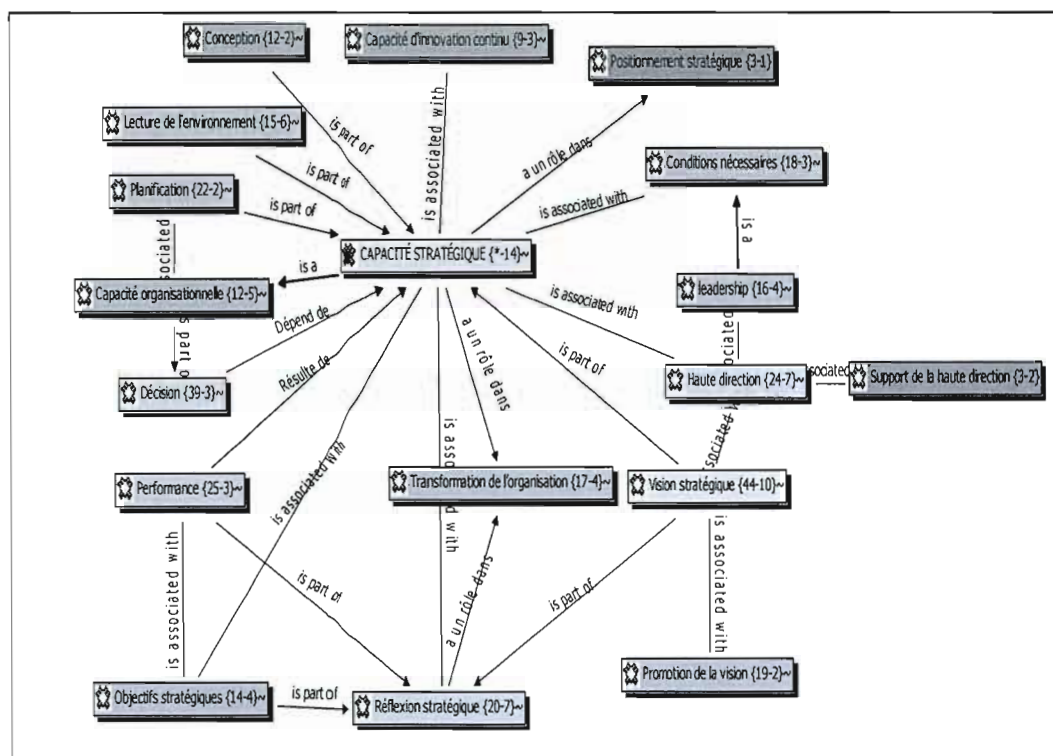 Conception {12-2}~
Capacité d'innovation continu {9-3}~
Positionnement stratégique {3-1}
is part of
is associated with
a un rôle dans
Lecture de l'environnement {15-6}~
is part of
Conditions nécessaires {18-3}~
Planification {22-2}~
is part of
is associated with
is a
CAPACITÉ STRATÉGIQUE {*-14}~
sociated
is a
Capacité organisationnelle {12-5}~
leadership {16-4}~
is associated with
Dépend de
s part o
a un rôle dans
is part of
sociated
Résulte de
Décision {39-3}~
Haute direction {24-7}~
sociated
Support de la haute direction {3-2}~
is associated with
is asso
d with
sociated w
Performance {25-3}~
Transformation de l'organisation {17-4}~
Vision stratégique {44-10}~
is associated with
is part of
a un rôle dans
is part of
is associated with
Promotion de la vision {19-2}~
Objectifs stratégiques {14-4}~
is part of
Réflexion stratégique {20-7}~